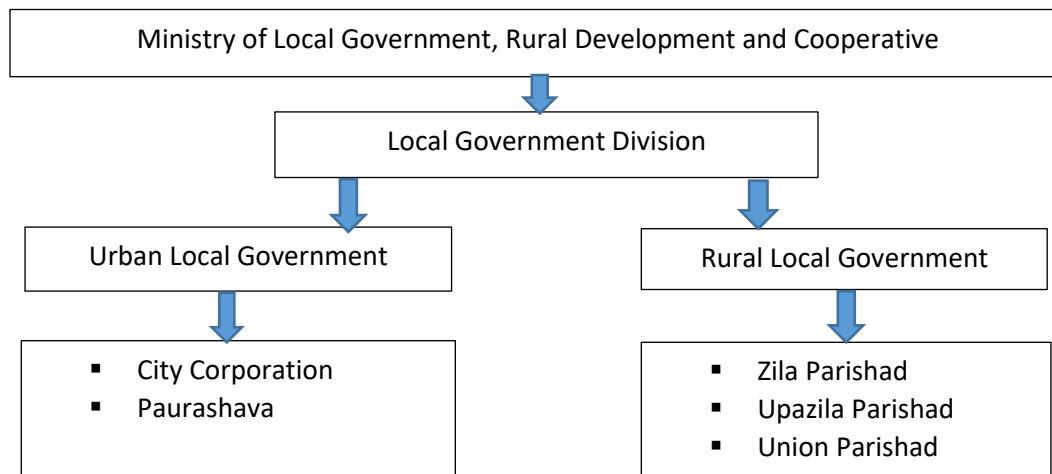 Ministry of Local Government, Rural Development and Cooperative
Local Government Division
Urban Local Government
Rural Local Government
▪ City Corporation
▪ Paurashava
▪ Zila Parishad
▪ Upazila Parishad
▪ Union Parishad